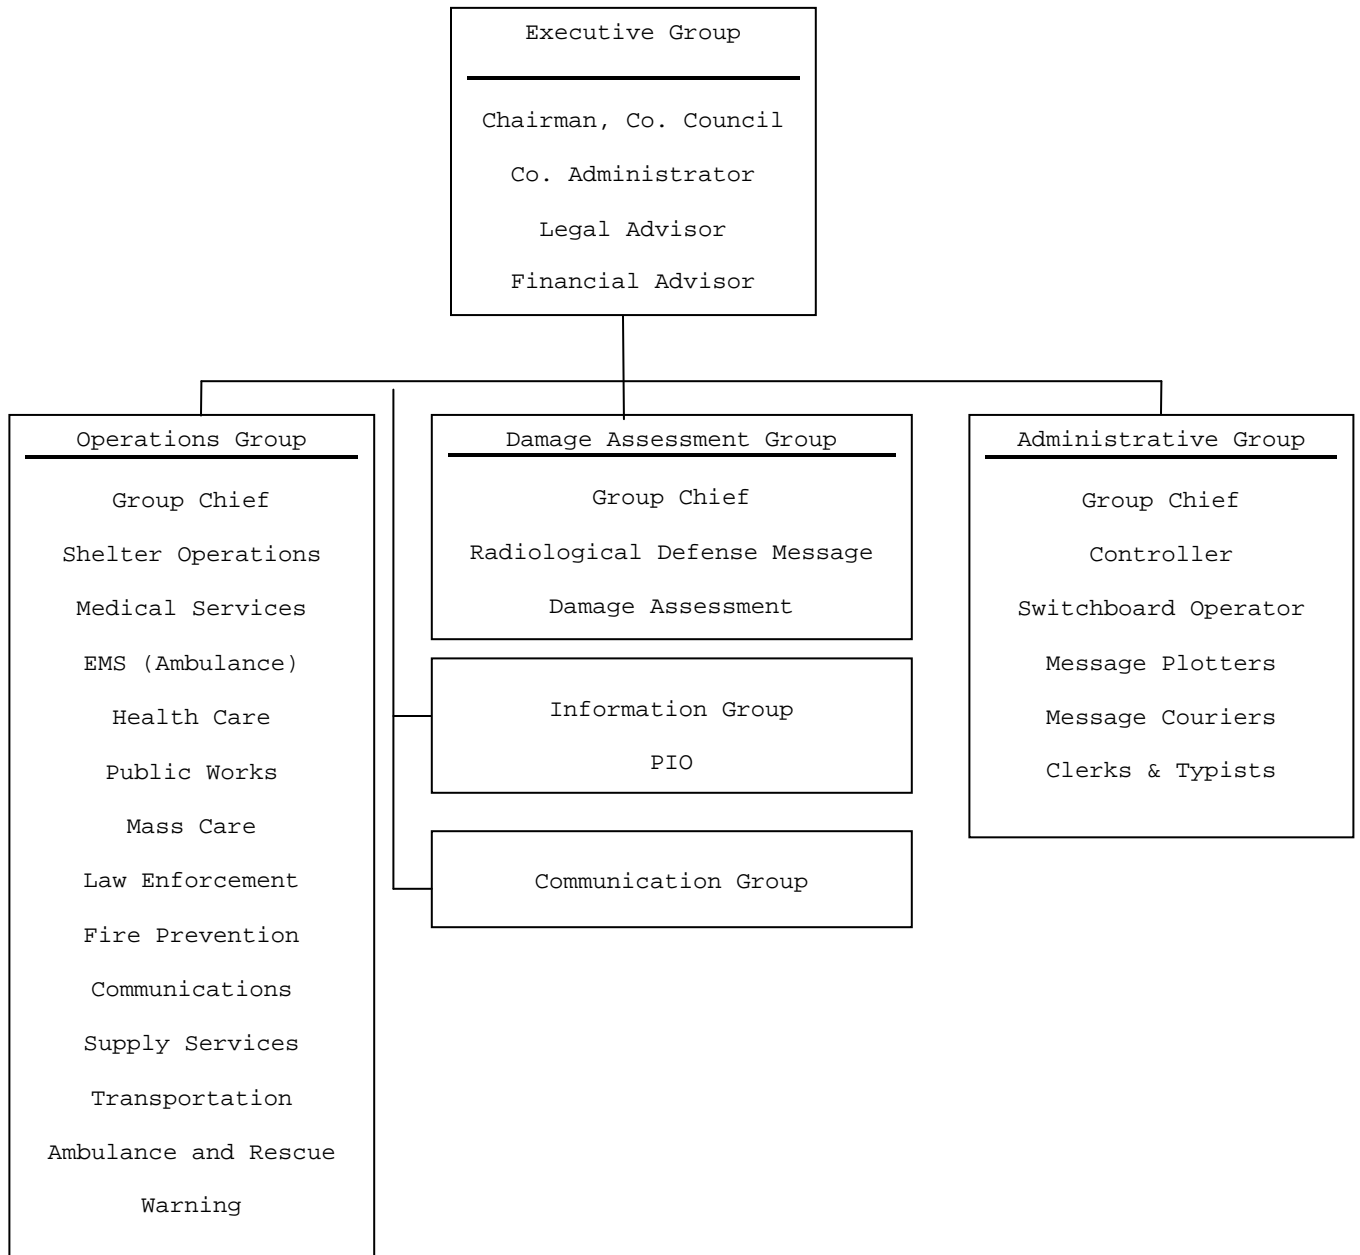 Executive Group
Chairman, Co. Council
Co. Administrator
Legal Advisor
Financial Advisor
Operations Group
Group Chief
Shelter Operations
Medical Services
EMS (Ambulance)
Health Care
Public Works
Mass Care
Law Enforcement
Fire Prevention
Communications
Supply Services
Transportation
Ambulance and Rescue
Warning
Damage Assessment Group
Group Chief
Radiological Defense Message
Damage Assessment
Information Group
PIO
Communication Group
Administrative Group
Group Chief
Controller
Switchboard Operator
Message Plotters
Message Couriers
Clerks & Typists